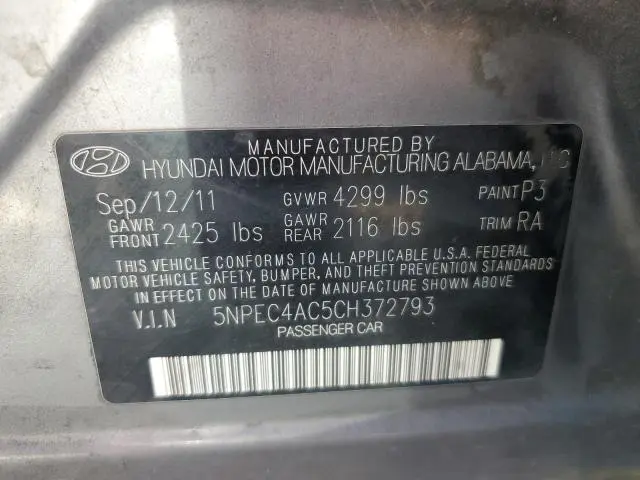 MANUFACTURED BY
HYUNDAI MOTOR MANUFACTURING ALABAMA,
Sep/12/11 GVWR 4299 lbs PAINT P3
GAWR FRONT 2425 lbs GAWR REAR 2116 lbs TRIM RA
THIS VEHICLE CONFORMS TO ALL APPLICABLE U.S.A. FEDERAL
MOTOR VEHICLE SAFETY, BUMPER, AND THEFT PREVENTION STANDARDS
IN EFFECT ON THE DATE OF MANUFACTURE SHOWN ABOVE
V.I.N 5NPEC4AC5CH372793
PASSENGER CAR